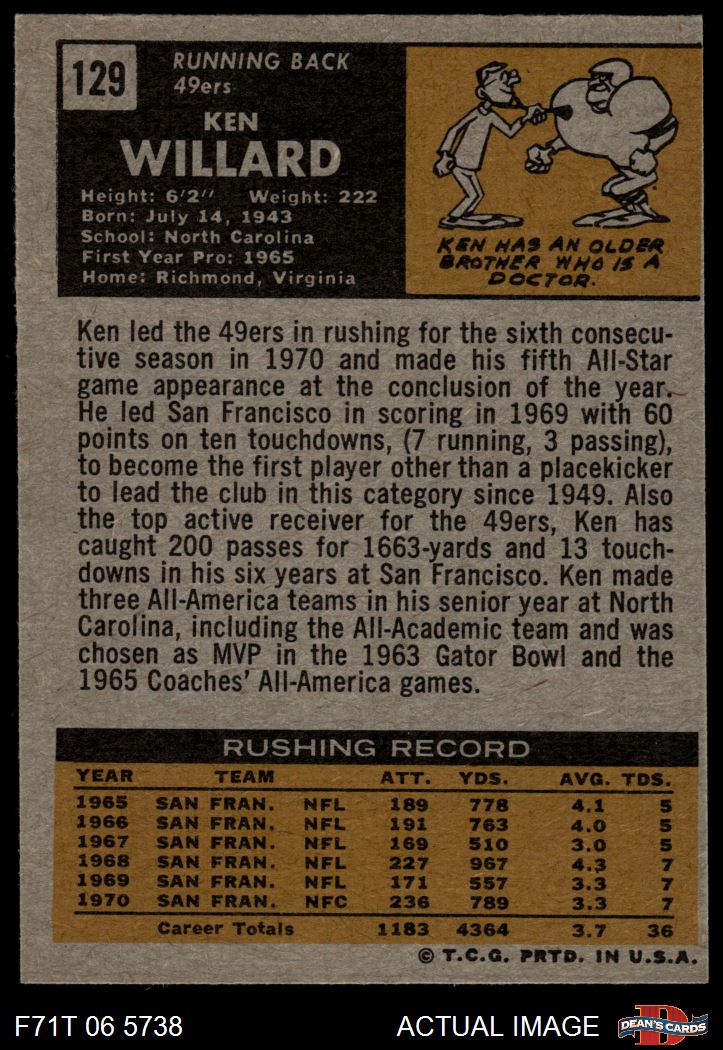 129
RUNNING BACK
49ers
KEN
WILLARD
Height: 6'2" Weight: 222
Born: July 14, 1943
School: North Carolina
First Year Pro: 1965
Home: Richmond, Virginia
KEN HAS AN OLDER
BROTHER WHO IS A
DOCTOR.
Ken led the 49ers in rushing for the sixth consecu-
tive season in 1970 and made his fifth All-Star
game appearance at the conclusion of the year.
He led San Francisco in scoring in 1969 with 60
points on ten touchdowns, (7 running, 3 passing),
to become the first player other than a placekicker
to lead the club in this category since 1949. Also
the top active receiver for the 49ers, Ken has
caught 200 passes for 1663-yards and 13 touch-
downs in his six years at San Francisco. Ken made
three All-America teams in his senior year at North
Carolina, including the All-Academic team and was
chosen as MVP in the 1963 Gator Bowl and the
1965 Coaches' All-America games.
RUSHING RECORD
YEAR TEAM ATT. YDS. AVG. TDS.
1965 SAN FRAN. NFL 189 778 4.1 5
1966 SAN FRAN. NFL 191 763 4.0 5
1967 SAN FRAN. NFL 169 510 3.0 5
1968 SAN FRAN. NFL 227 967 4.3 7
1969 SAN FRAN. NFL 171 557 3.3 7
1970 SAN FRAN. NFC 236 789 3.3 7
Career Totals 1183 4364 3.7 36
© T.C.G. PRTD. IN U.S.A.
F71T 06 5738 ACTUAL IMAGE
D
DEAN'S CARDS